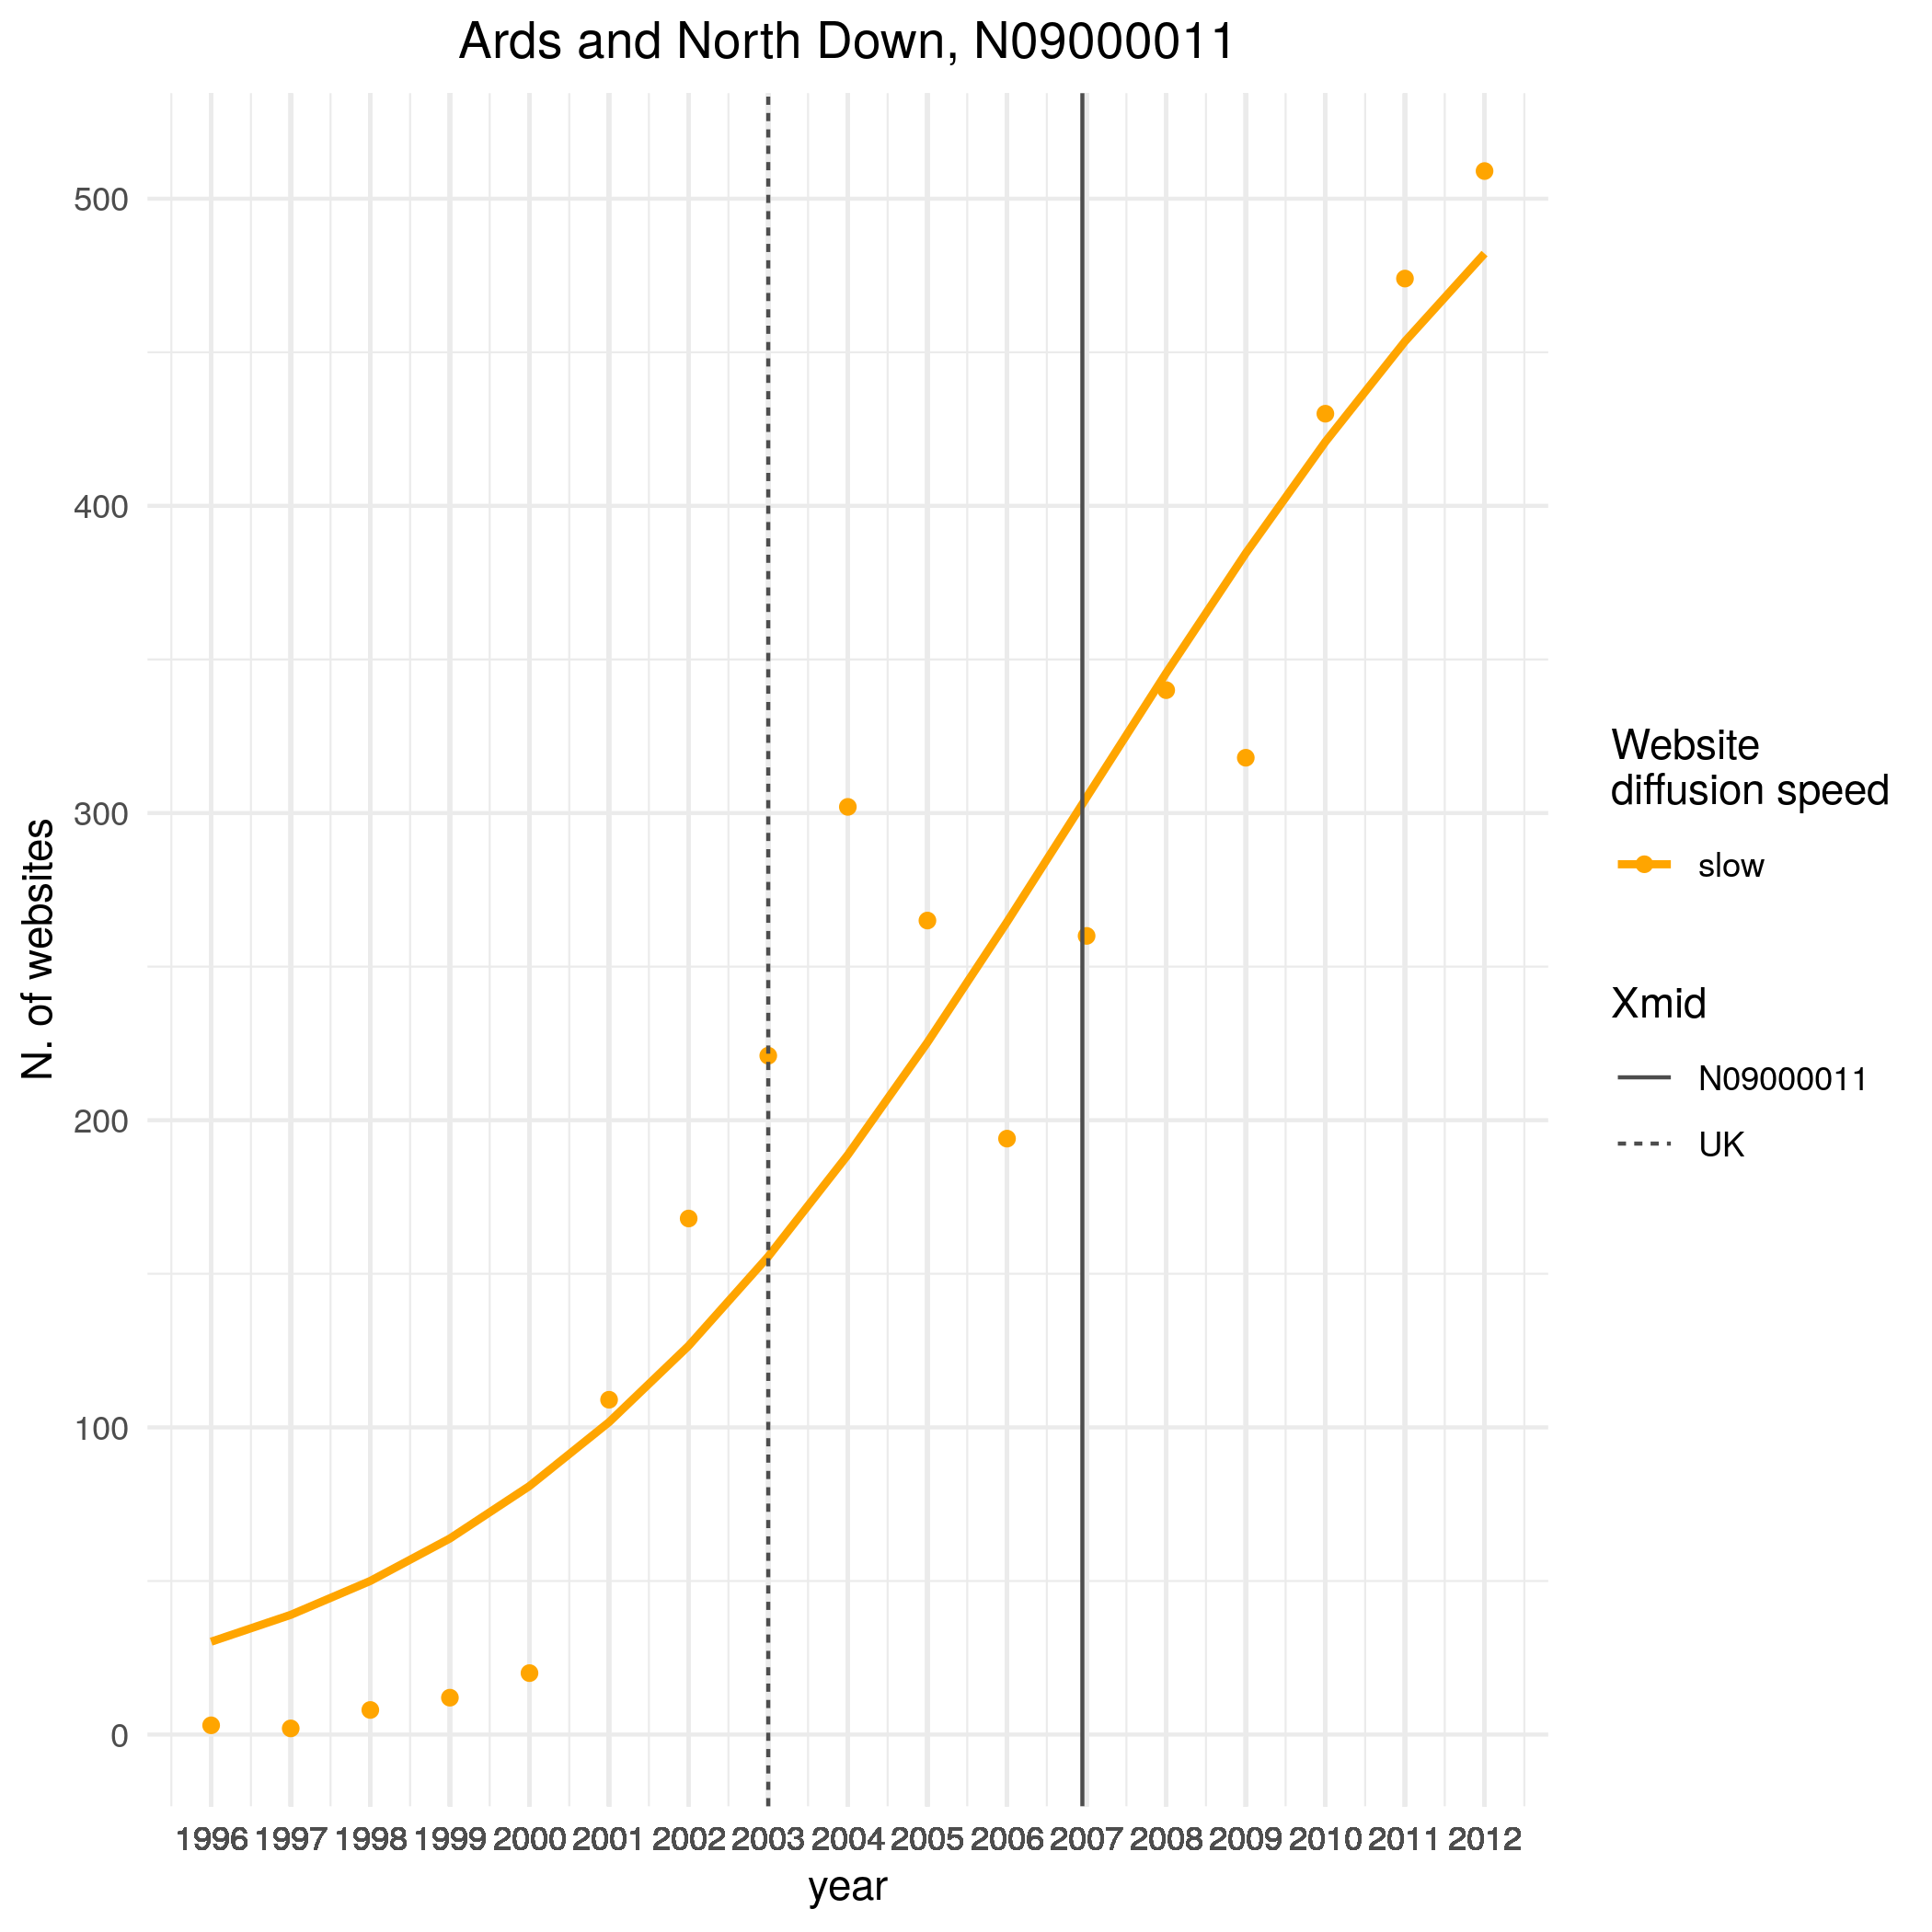 Ards and North Down, N09000011
N. of websites
500
400
300
200
100
0
1996 1997 1998 1999 2000 2001 2002 2003 2004 2005 2006 2007 2008 2009 2010 2011 2012
year
Website
diffusion speed
slow
Xmid
N09000011
UK